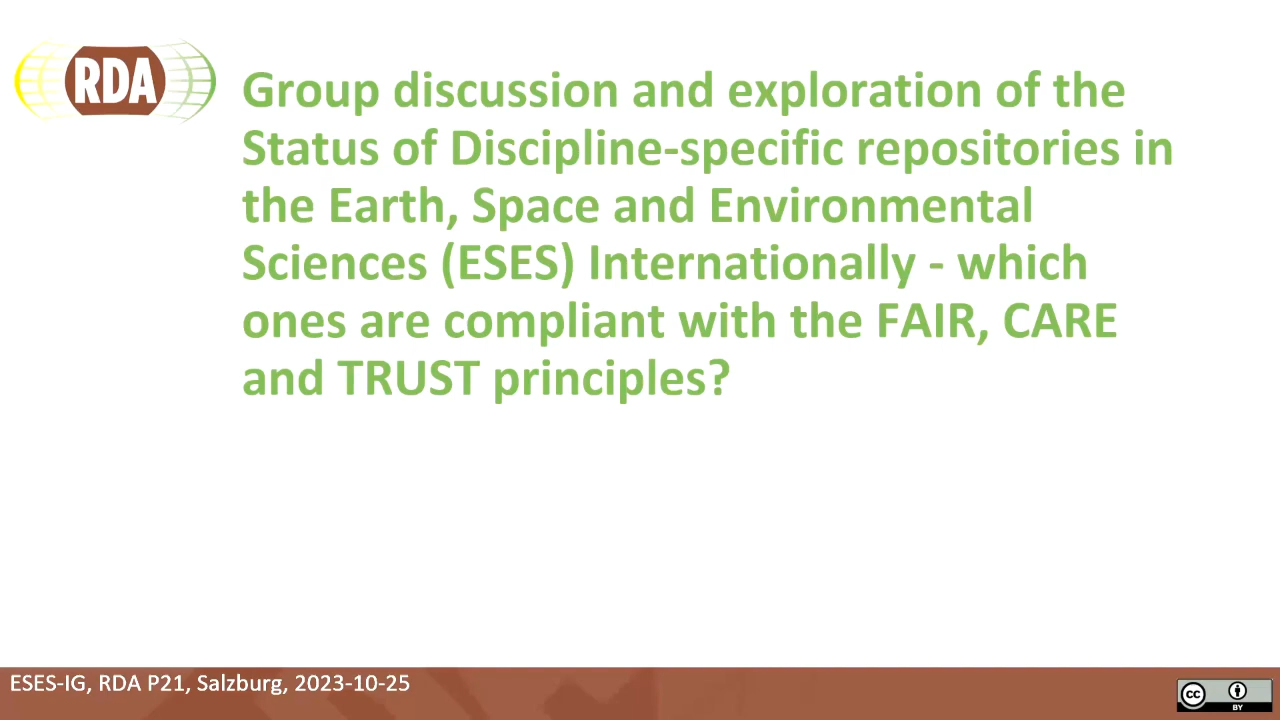 RDA
Group discussion and exploration of the
Status of Discipline-specific repositories in
the Earth, Space and Environmental
Sciences (ESES) Internationally - which
ones are compliant with the FAIR, CARE
and TRUST principles?
ESES-IG, RDA P21, Salzburg, 2023-10-25
cc
BY